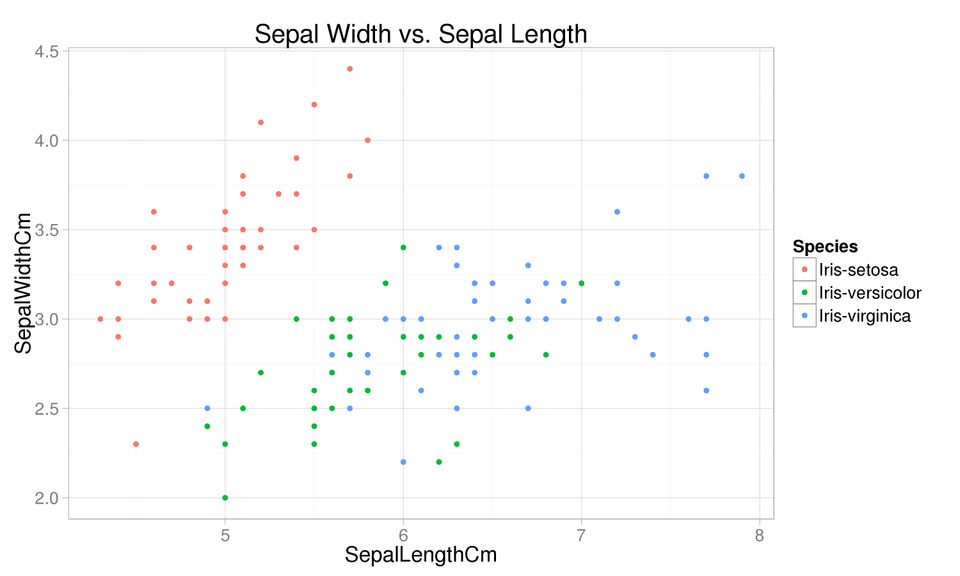 Sepal Width vs. Sepal Length
4.5
4.0
3.5
3.0
2.5
2.0
SepalWidthCm
5 6 7 8
SepalLengthCm
Species
Iris-setosa
Iris-versicolor
Iris-virginica